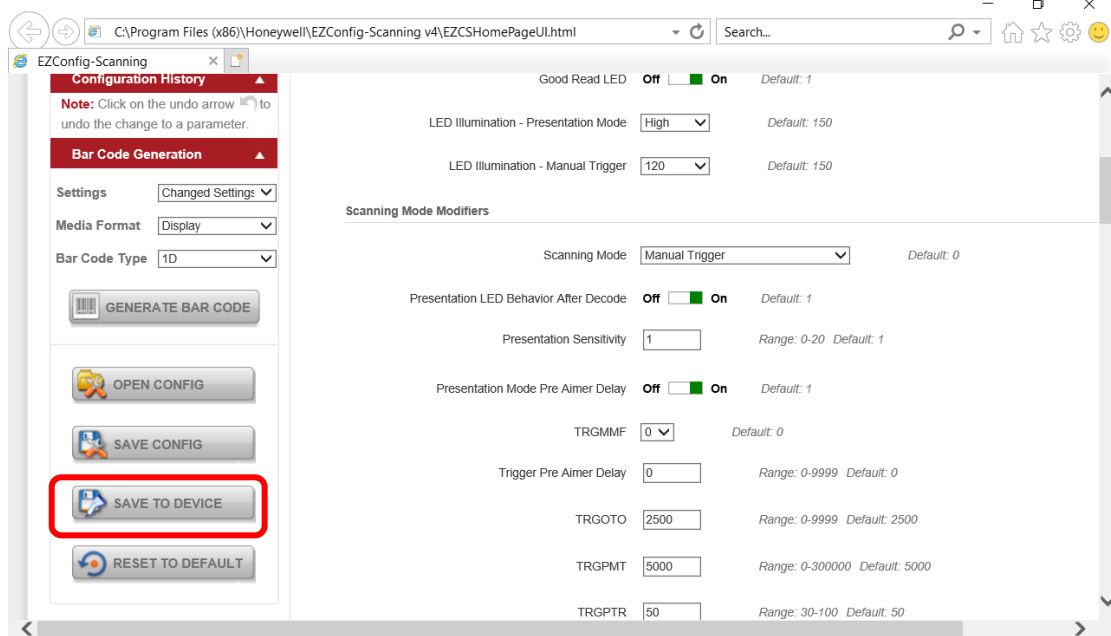 C:\Program Files (x86)\Honeywell\EZConfig-Scanning v4\EZCSHomePageUI.html
Search...
EZConfig-Scanning
Configuration History
Note: Click on the undo arrow to
undo the change to a parameter.
Bar Code Generation
Settings Changed Settings
Media Format Display
Bar Code Type 1D
GENERATE BAR CODE
OPEN CONFIG
SAVE CONFIG
SAVE TO DEVICE
RESET TO DEFAULT
Good Read LED Off On Default: 1
LED Illumination - Presentation Mode High Default: 150
LED Illumination - Manual Trigger 120 Default: 150
Scanning Mode Modifiers
Scanning Mode Manual Trigger Default: 0
Presentation LED Behavior After Decode Off On Default: 1
Presentation Sensitivity 1 Range: 0-20 Default: 1
Presentation Mode Pre Aimer Delay Off On Default: 1
TRGMMF 0 Default: 0
Trigger Pre Aimer Delay 0 Range: 0-9999 Default: 0
TRGOTO 2500 Range: 0-9999 Default: 2500
TRGPMT 5000 Range: 0-300000 Default: 5000
TRGPTR 50 Range: 30-100 Default: 50